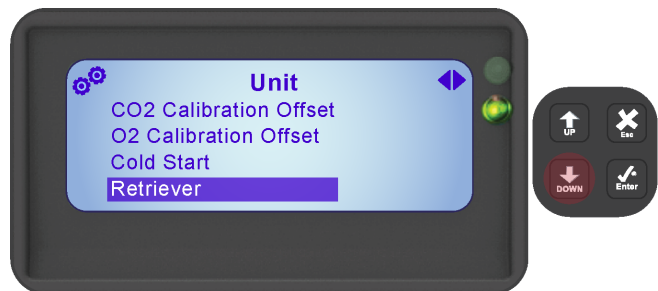 Unit
CO2 Calibration Offset
O2 Calibration Offset
Cold Start
Retriever
UP
Esc
DOWN
Enter